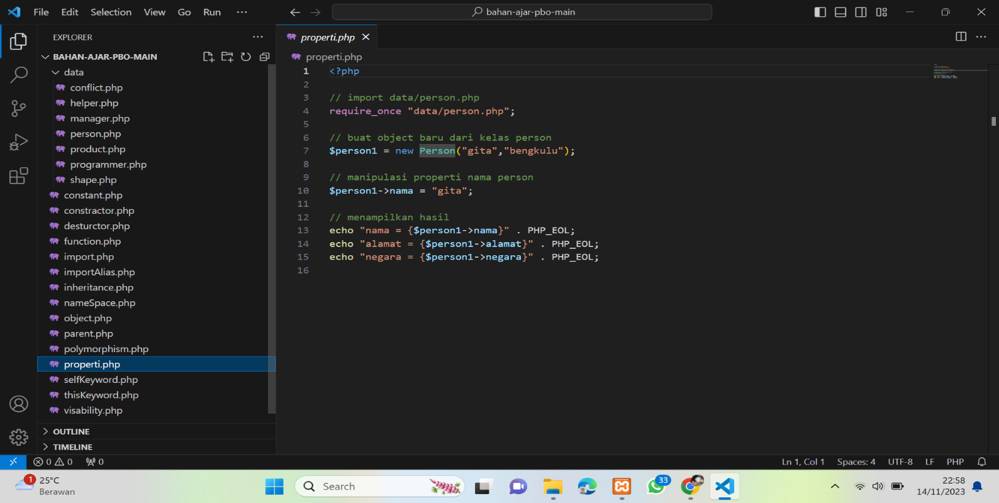 File Edit Selection View Go Run ···
bahan-ajar-pbo-main
EXPLORER
BAHAN-AJAR-PBO-MAIN
data
conflict.php
helper.php
manager.php
person.php
product.php
programmer.php
shape.php
constant.php
constractor.php
desturctor.php
function.php
import.php
importAlias.php
inheritance.php
nameSpace.php
object.php
parent.php
polymorphism.php
properti.php
selfKeyword.php
thisKeyword.php
visability.php
OUTLINE
TIMELINE
properti.php
properti.php
1 <?php
2
3 // import data/person.php
4 require_once "data/person.php";
5
6 // buat object baru dari kelas person
7 $person1 = new Person("gita","bengkulu");
8
9 // manipulasi properti nama person
10 $person1->nama = "gita";
11
12 // menampilkan hasil
13 echo "nama = {$person1->nama}" . PHP_EOL;
14 echo "alamat = {$person1->alamat}" . PHP_EOL;
15 echo "negara = {$person1->negara}" . PHP_EOL;
16
0 0 0
Ln 1, Col 1 Spaces: 4 UTF-8 LF PHP
1
25°C
Berawan
Search
33
22:58
14/11/2023